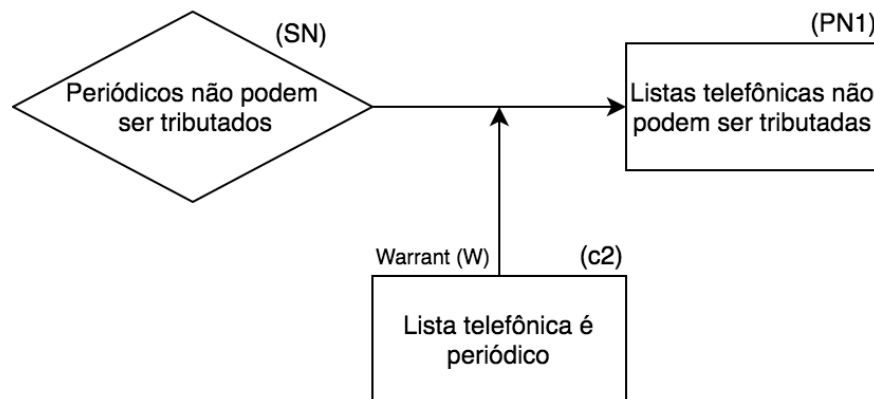 (SN)
Periódicos não podem
ser tributados
(PN1)
Listas telefônicas não
podem ser tributadas
Warrant (W)
(c2)
Lista telefônica é
periódico